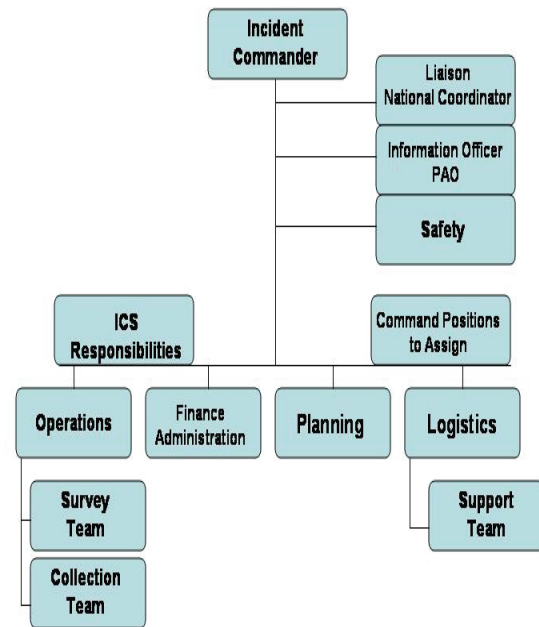 Incident
Commander
Liaison
National Coordinator
Information Officer
PAO
Safety
ICS
Responsibilities
Command Positions
to Assign
Operations
Finance
Administration
Planning
Logistics
Survey
Team
Support
Team
Collection
Team